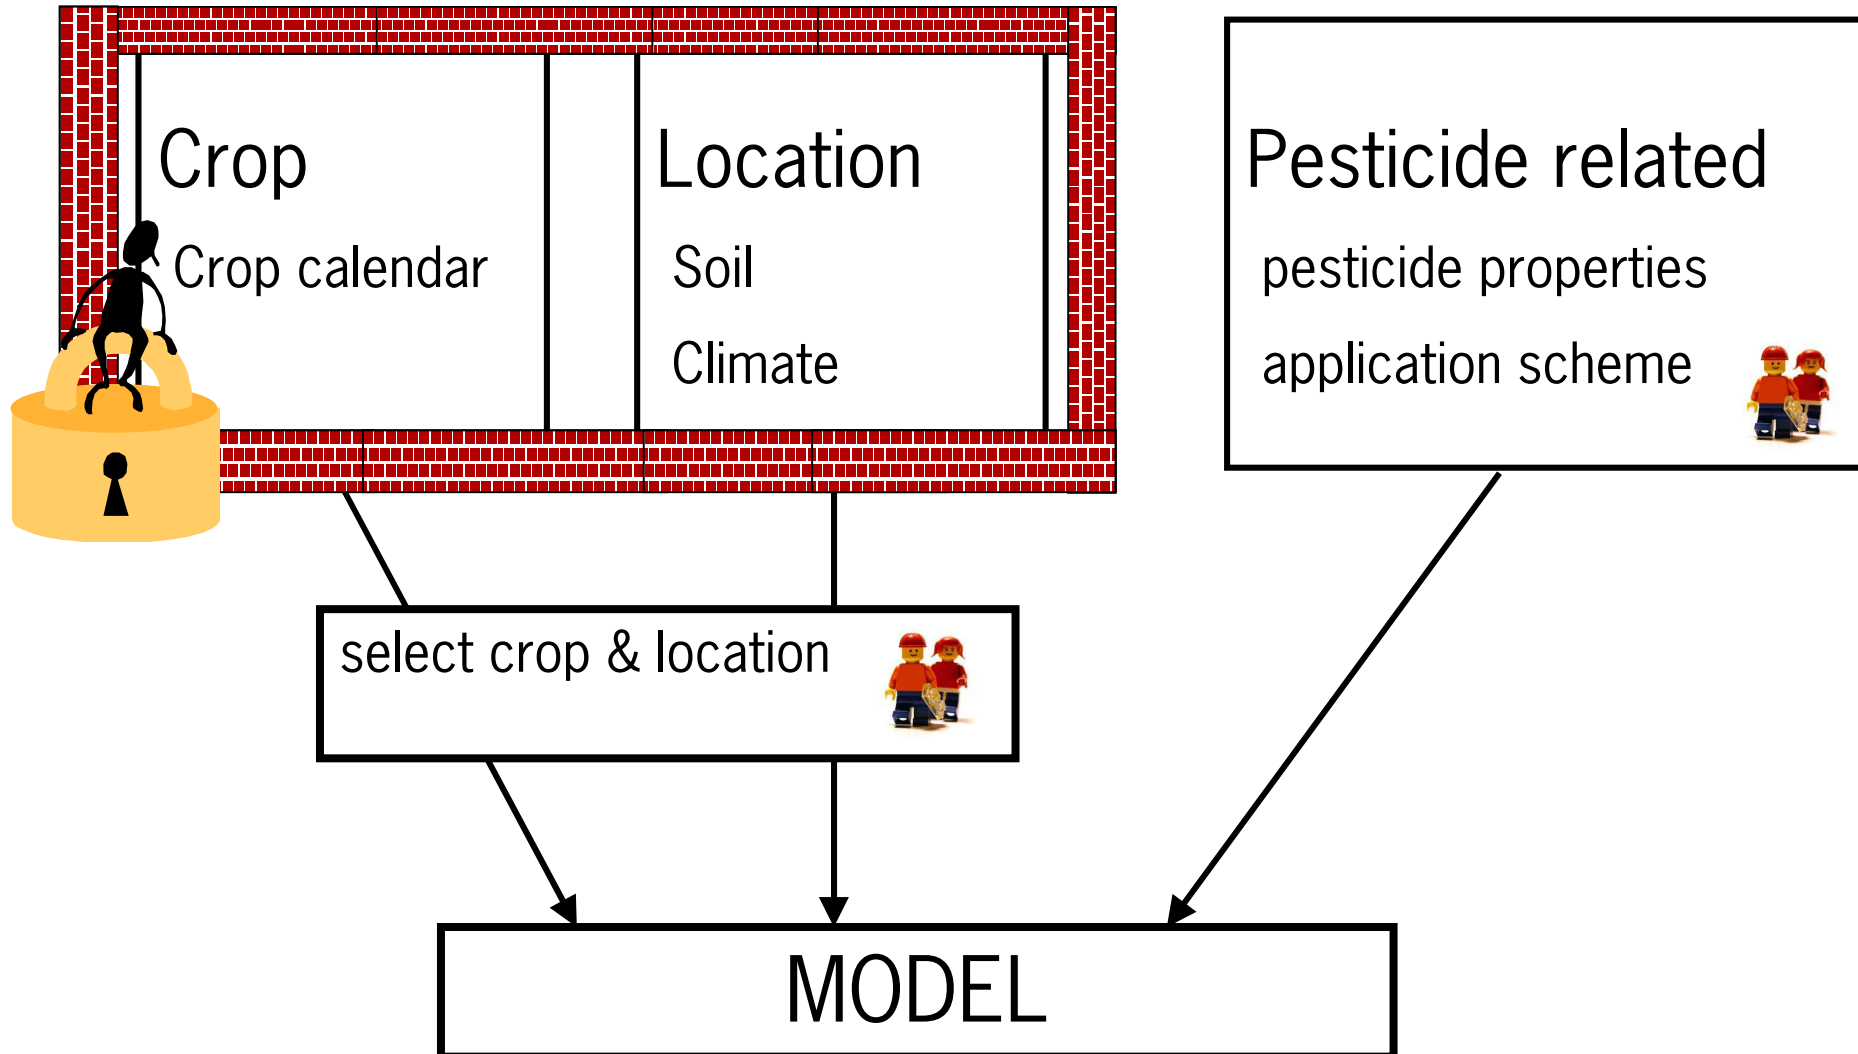 Crop
Crop calendar
Location
Soil
Climate
Pesticide related
pesticide properties
application scheme
select crop & location
MODEL